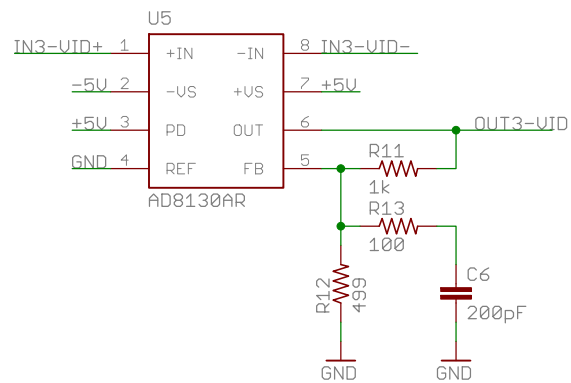 U5
IN3-VID+ 1 +IN -IN 8 IN3-VID-
-5V 2 -VS +VS 7 +5V
+5V 3 PD OUT 6 OUT3-VID
GND 4 REF FB 5
R11
1k
AD8130AR
R13
100
R12
499
C6
200pF
GND
GND